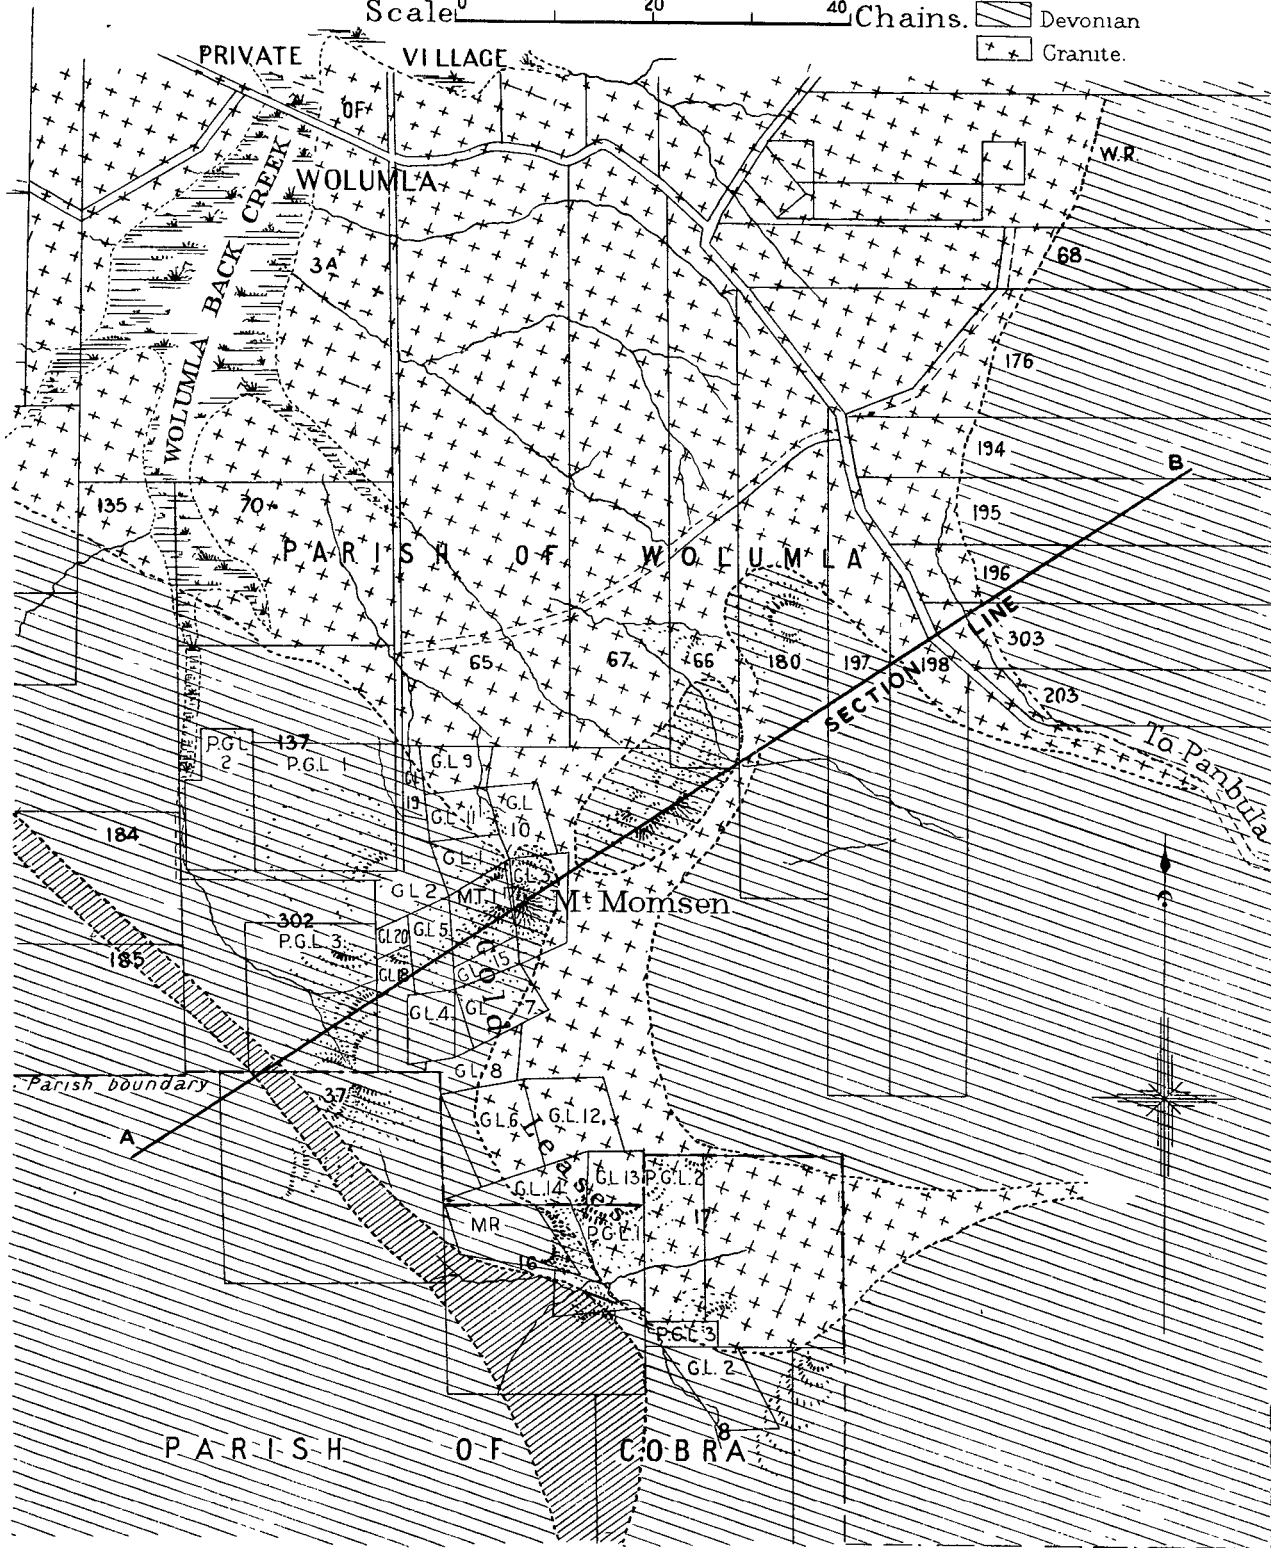 Scale 0 20 40 Chains.
Devonian
Granite.
PRIVATE VILLAGE
OF
WOLUMLA
W.R.
WOLUMLA BACK CREEK
3A
68
176
194
B
135
70
195
PARISH OF WOLUMLA
196
SECTION LINE
303
65
67
66
180
197
198
203
To Panbula
P.G.L. 2
137
P.G.L. 1
G.L. 9
G.L. 19
G.L. 11
G.L. 10
184
G.L. 1
G.L. 2
G.L. 3
M.T. 1
Mt. Momsen
302
P.G.L. 3
G.L. 20
G.L. 5
185
G.L. 18
G.L. 15
Gold
G.L. 4
G.L. 7
Parish boundary
G.L. 8
37
A
G.L. 6
G.L. 12
Leases
G.L. 14
G.L. 13
P.G.L. 2
17
MR
P.G.L. 1
16
P.G.L. 3
G.L. 2
8
PARISH OF COBRA